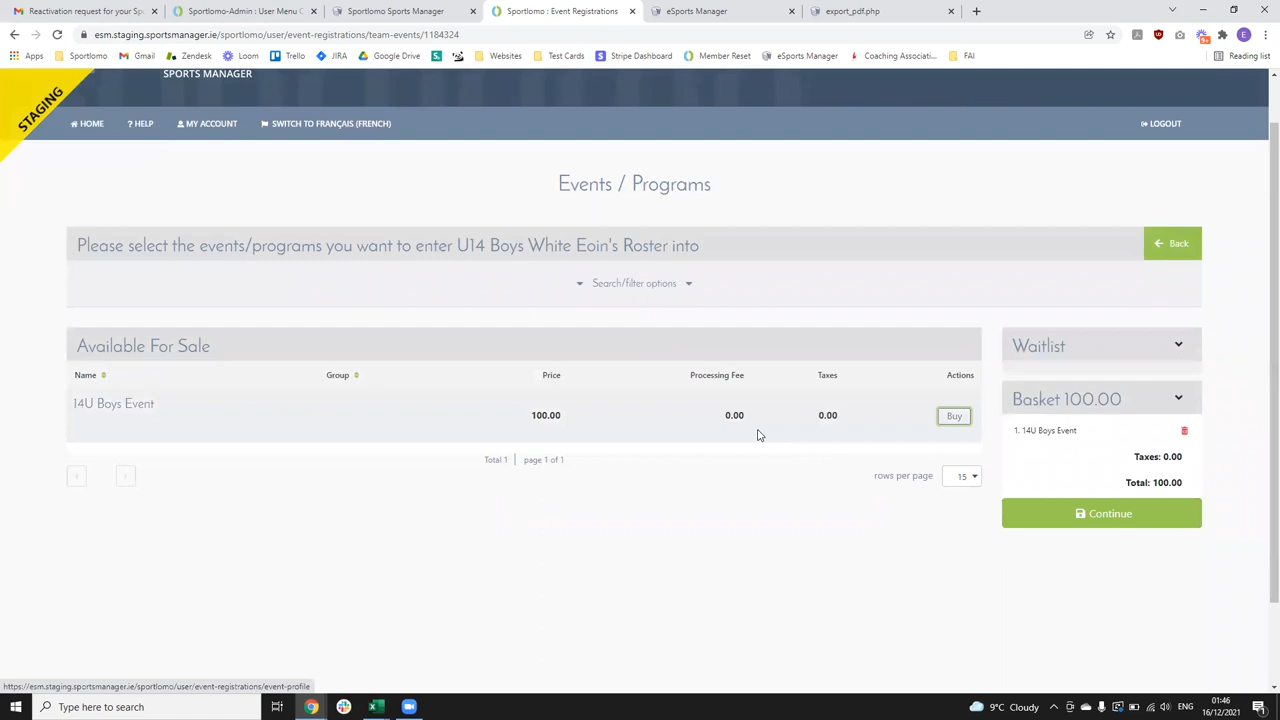 Reactivation request for your Sp
Sportlomo-Admin : User Menu C
Sportlomo Sports Manager
Sportlomo : Event Registrations
eSports Manager
export_pdf.php
esm.staging.sportsmanager.ie/sportlomo/user/event-registrations/team-events/1184324
Apps
Sportlomo
Gmail
Zendesk
Loom
Trello
JIRA
Google Drive
Websites
Test Cards
Stripe Dashboard
Member Reset
eSports Manager
Coaching Associati...
FAI
Reading list
STAGING
SPORTS MANAGER
HOME
? HELP
MY ACCOUNT
SWITCH TO FRANÇAIS (FRENCH)
LOGOUT
Events / Programs
Please select the events/programs you want to enter U14 Boys White Eoin's Roster into
Back
Search/filter options
Available For Sale
Name
Group
Price
Processing Fee
Taxes
Actions
14U Boys Event
100.00
0.00
0.00
Buy
Total 1
page 1 of 1
rows per page
15
Waitlist
Basket 100.00
1. 14U Boys Event
Taxes: 0.00
Total: 100.00
Continue
https://esm.staging.sportsmanager.ie/sportlomo/user/event-registrations/event-profile
Type here to search
9°C Cloudy
ENG
01:46
16/12/2021